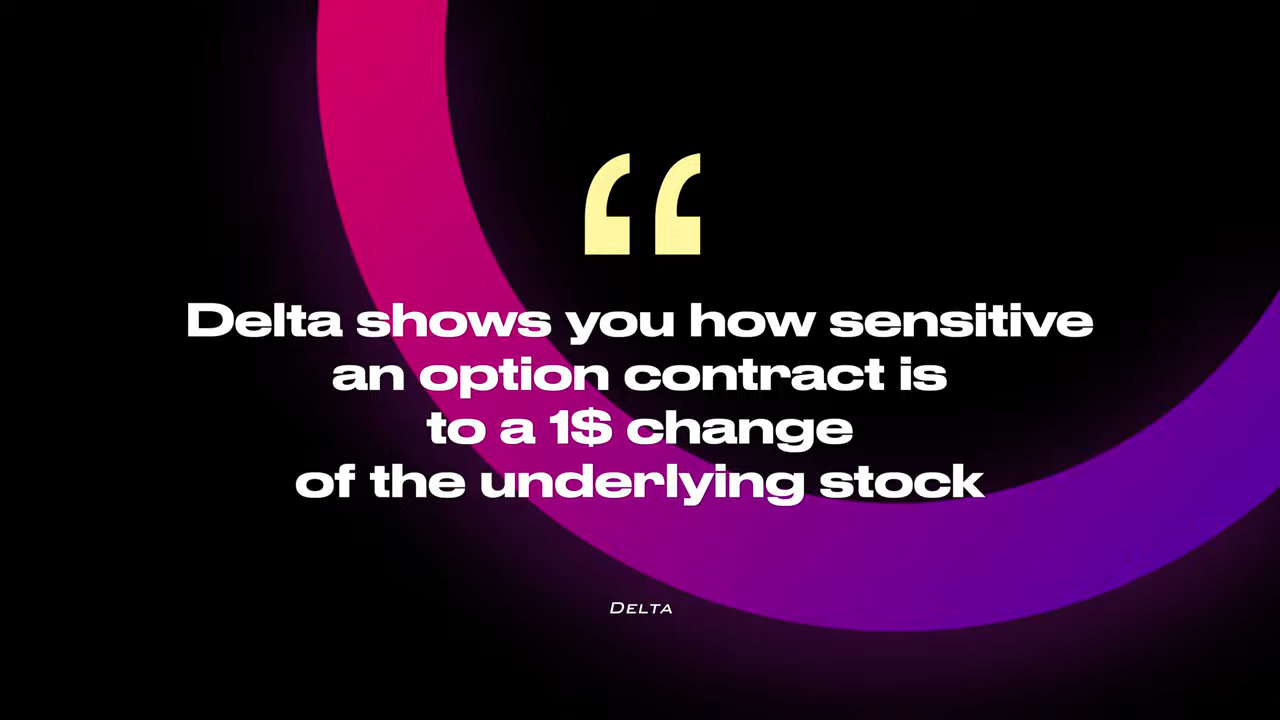 “
Delta shows you how sensitive
an option contract is
to a 1$ change
of the underlying stock
Delta